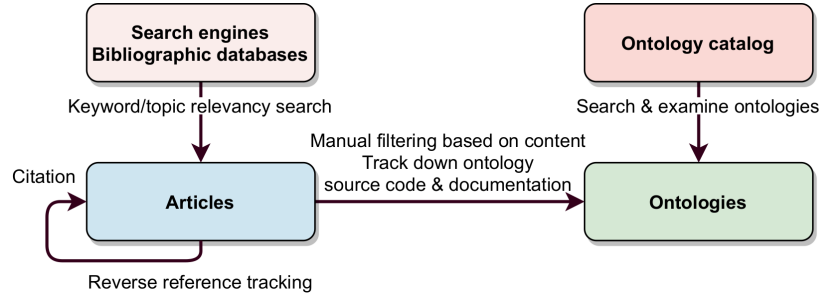 Search engines
Bibliographic databases
Ontology catalog
Keyword/topic relevancy search
Search & examine ontologies
Manual filtering based on content
Track down ontology
source code & documentation
Citation
Articles
Ontologies
Reverse reference tracking